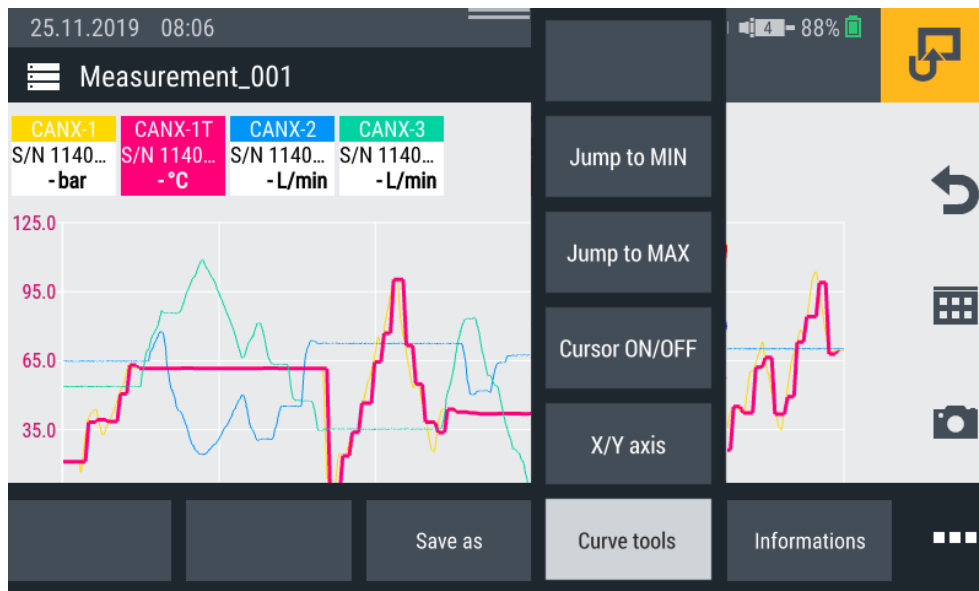 25.11.2019 08:06
4 88%
Measurement_001
CANX-1 CANX-1T CANX-2 CANX-3
S/N 1140... S/N 1140... S/N 1140... S/N 1140...
- bar - °C - L/min - L/min
125.0
95.0
65.0
35.0
Jump to MIN
Jump to MAX
Cursor ON/OFF
X/Y axis
Save as Curve tools Informations